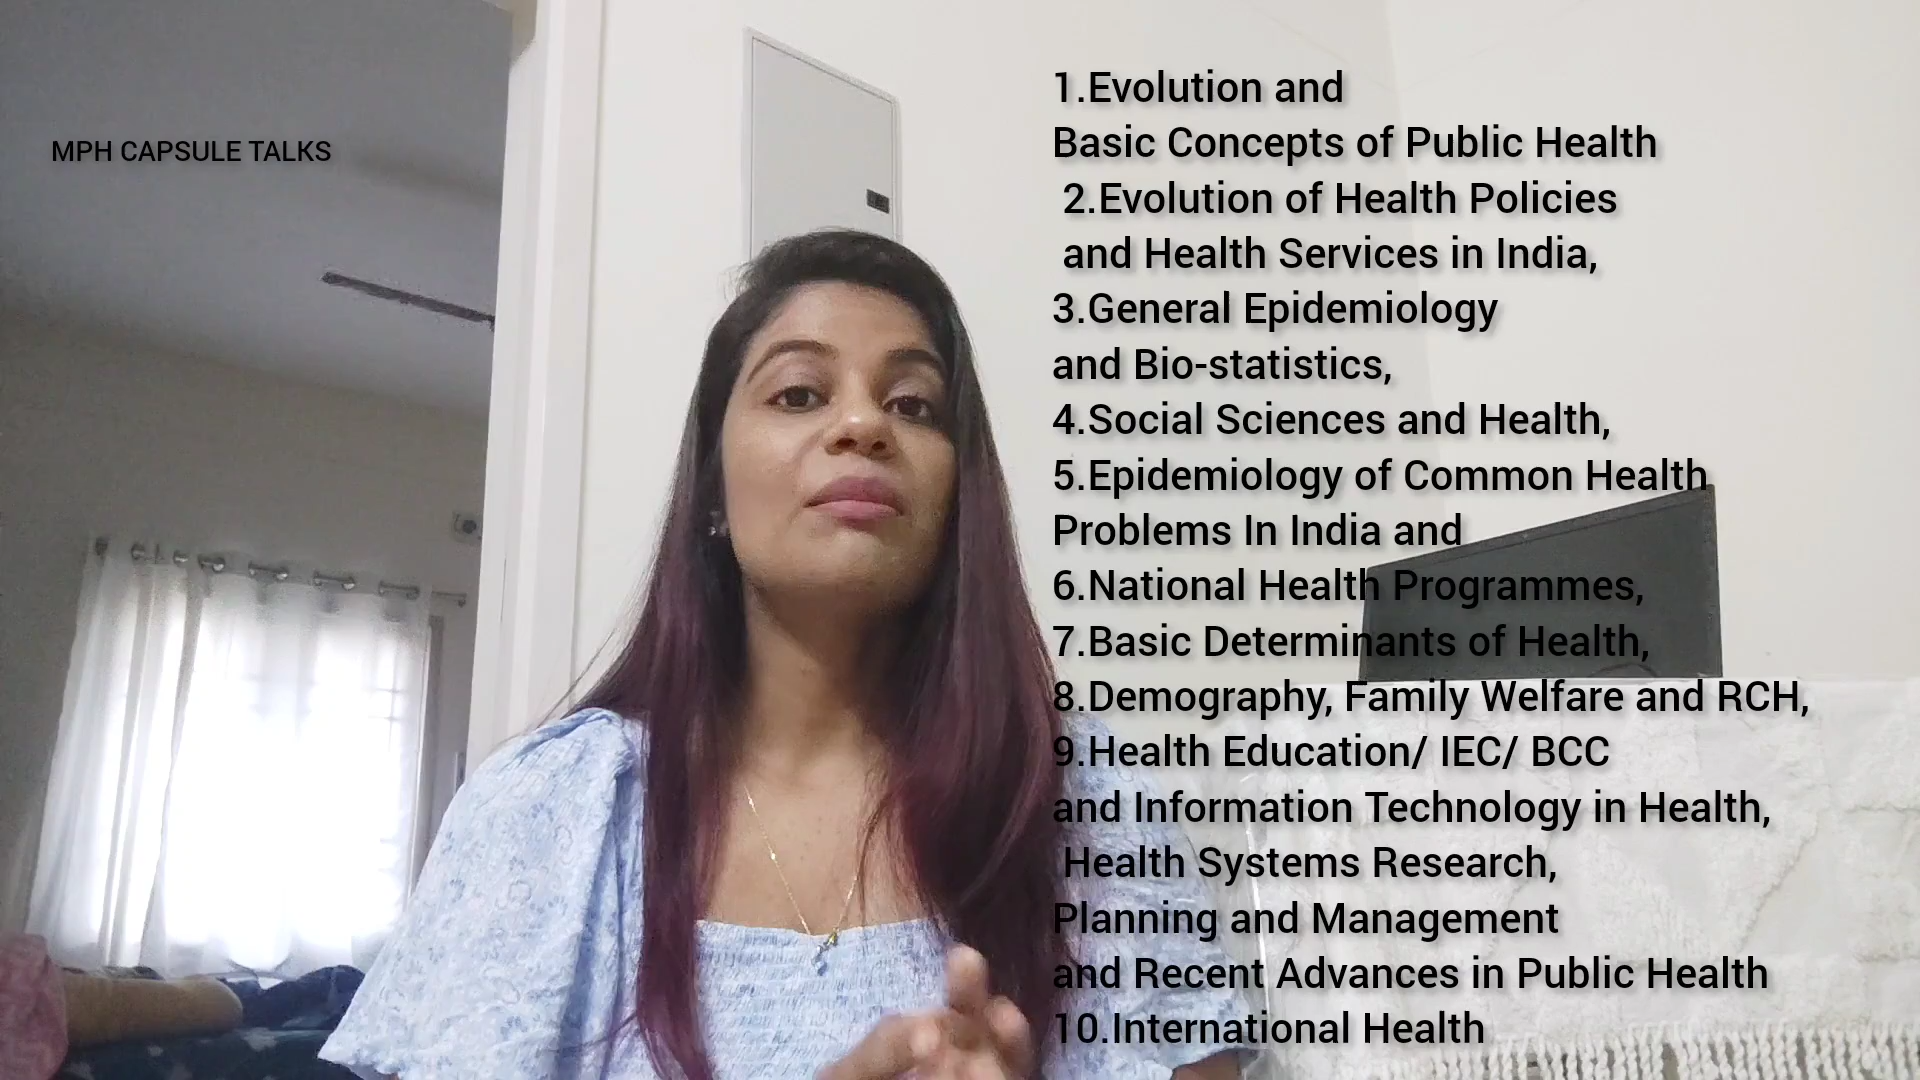 MPH CAPSULE TALKS
1.Evolution and
Basic Concepts of Public Health
2.Evolution of Health Policies
and Health Services in India,
3.General Epidemiology
and Bio-statistics,
4.Social Sciences and Health,
5.Epidemiology of Common Health
Problems In India and
6.National Health Programmes,
7.Basic Determinants of Health,
8.Demography, Family Welfare and RCH,
9.Health Education/ IEC/ BCC
and Information Technology in Health,
Health Systems Research,
Planning and Management
and Recent Advances in Public Health
10.International Health